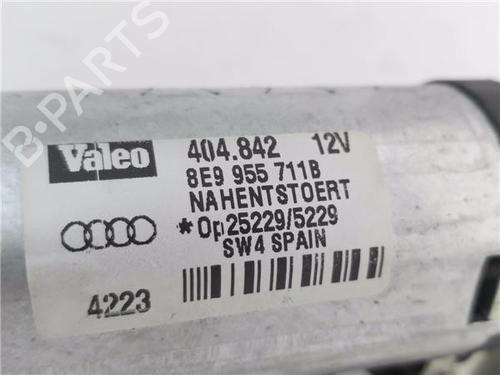 B-PARTS
Valeo 404.842 12V
8E9 955 711B
NAHENTSTOERT
*Op25229/5229
SW4 SPAIN
4223